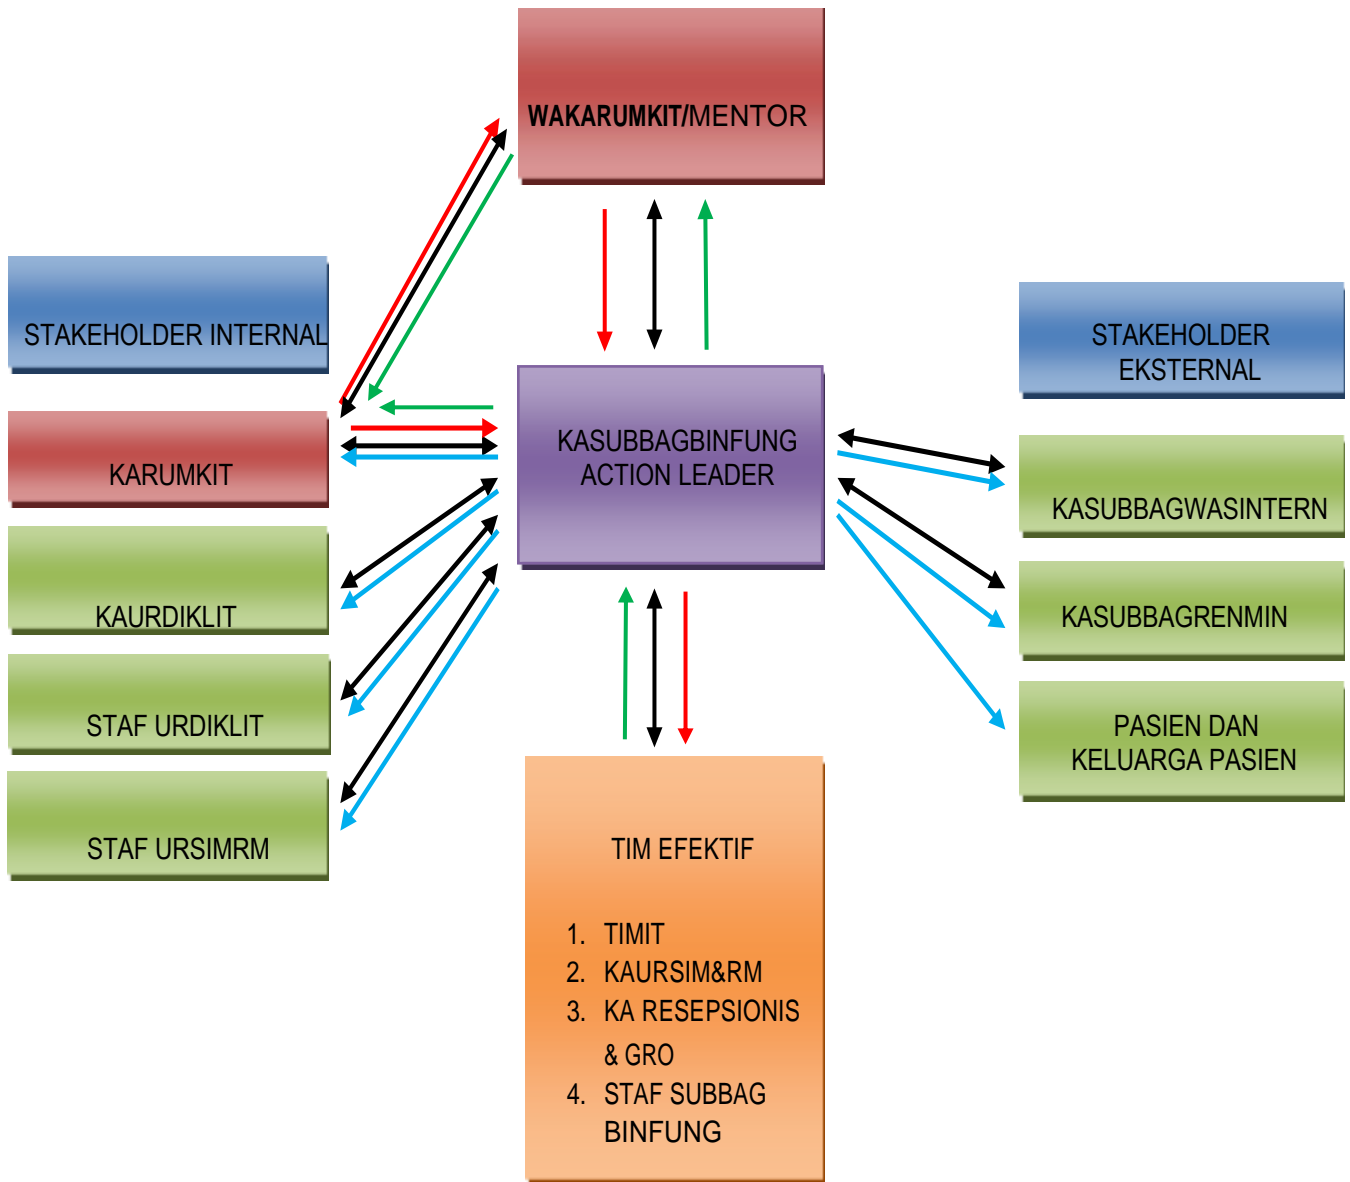 WAKARUMKIT/MENTOR
STAKEHOLDER INTERNAL
KARUMKIT
KAURDIKLIT
STAF URDIKLIT
STAF URSIMRM
KASUBBAGBINFUNG
ACTION LEADER
STAKEHOLDER
EKSTERNAL
KASUBBAGWASINTERN
KASUBBAGRENMIN
PASIEN DAN
KELUARGA PASIEN
TIM EFEKTIF
1. TIMIT
2. KAURSIM&RM
3. KA RESEPSIONIS
& GRO
4. STAF SUBBAG
BINFUNG